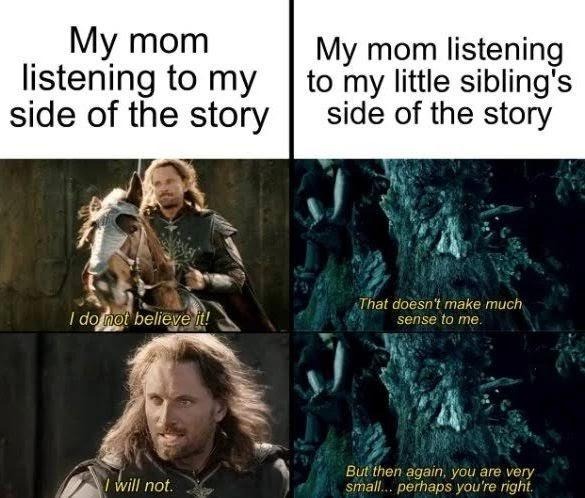 My mom
listening to my
side of the story
My mom listening
to my little sibling's
side of the story
I do not believe it!
That doesn't make much
sense to me.
I will not.
But then again, you are very
small... perhaps you're right.